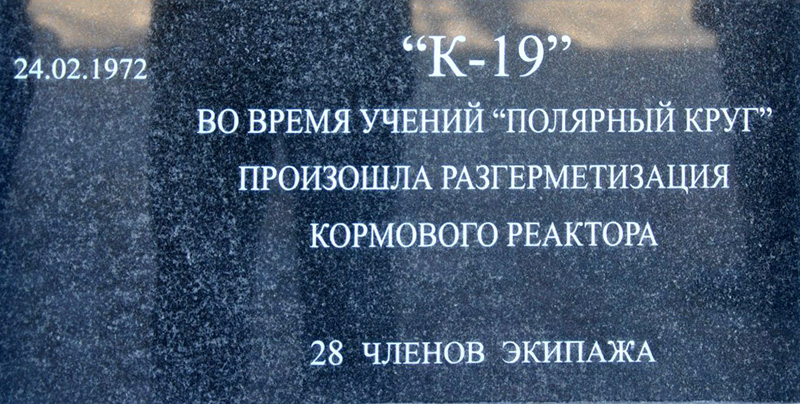 24.02.1972
“К-19”
ВО ВРЕМЯ УЧЕНИЙ “ПОЛЯРНЫЙ КРУГ”
ПРОИЗОШЛА РАЗГЕРМЕТИЗАЦИЯ
КОРМОВОГО РЕАКТОРА
28 ЧЛЕНОВ ЭКИПАЖА